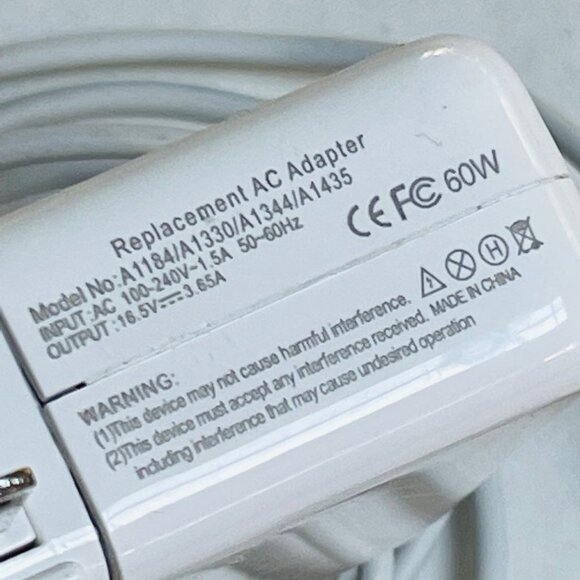 Replacement AC Adapter
Model No:A1184/A1330/A1344/A1435
INPUT:AC 100-240V~1.5A 50-60Hz
OUTPUT:16.5V⎓3.65A
CE FC 60W
WARNING:
(1)This device may not cause harmful interference.
(2)This device must accept any interference received. MADE IN CHINA
including interference that may cause undesired operation